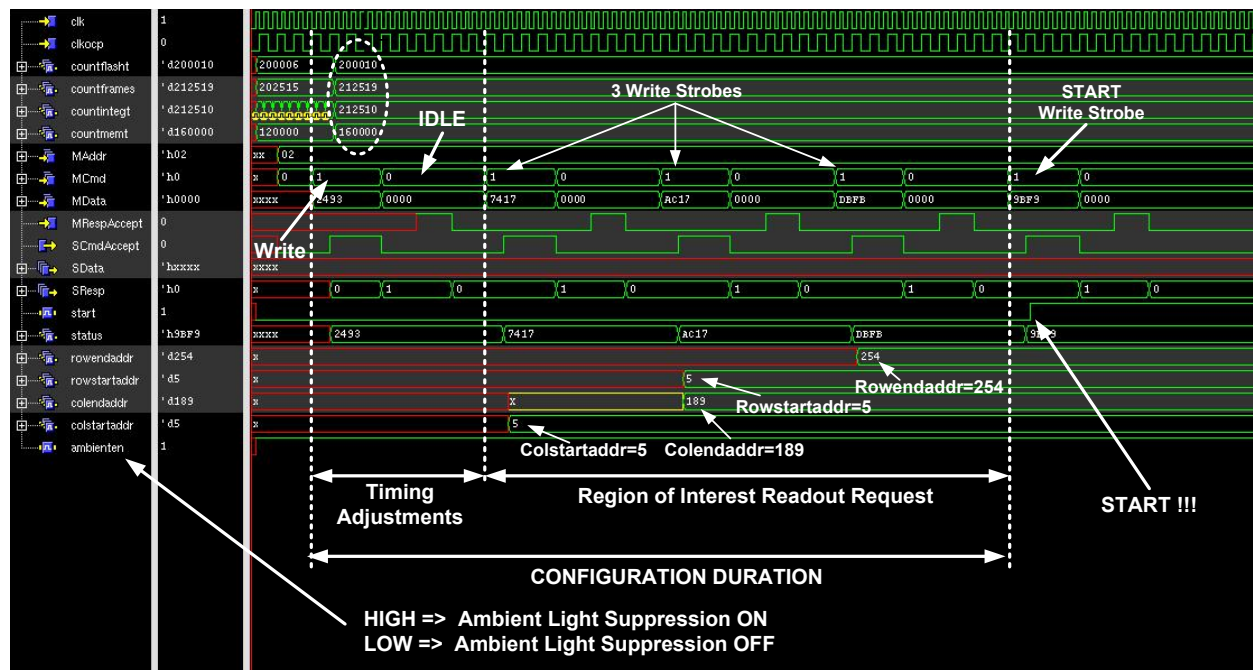 clk 1
clkocp 0
countflasht 'd200010 200006 200010
countframes 'd212519 202515 212519
3 Write Strobes
START
Write Strobe
countintegt 'd212510 212510
IDLE
countmemt 'd160000 120000 160000
MAddr 'h02 xx 02
MCmd 'h0 x 0 1 0 1 0 1 0 1 0 1 0
MData 'h0000 xxxx 2493 0000 7417 0000 AC17 0000 DBFB 0000 9BF9 0000
MRespAccept 0
SCmdAccept 0
Write
SData 'hxxxx xxxx
SResp 'h0 x 0 1 0 1 0 1 0 1 0 1 0
start 1
status 'h9BF9 xxxx 2493 7417 AC17 DBFB
rowendaddr 'd254 x 254
rowstartaddr 'd5 x 5
Rowendaddr=254
colendaddr 'd189 x X 189
Rowstartaddr=5
colstartaddr 'd5 x 5
ambienten 1
Colstartaddr=5 Colendaddr=189
Timing
Adjustments
Region of Interest Readout Request
START !!!
CONFIGURATION DURATION
HIGH => Ambient Light Suppression ON
LOW => Ambient Light Suppression OFF